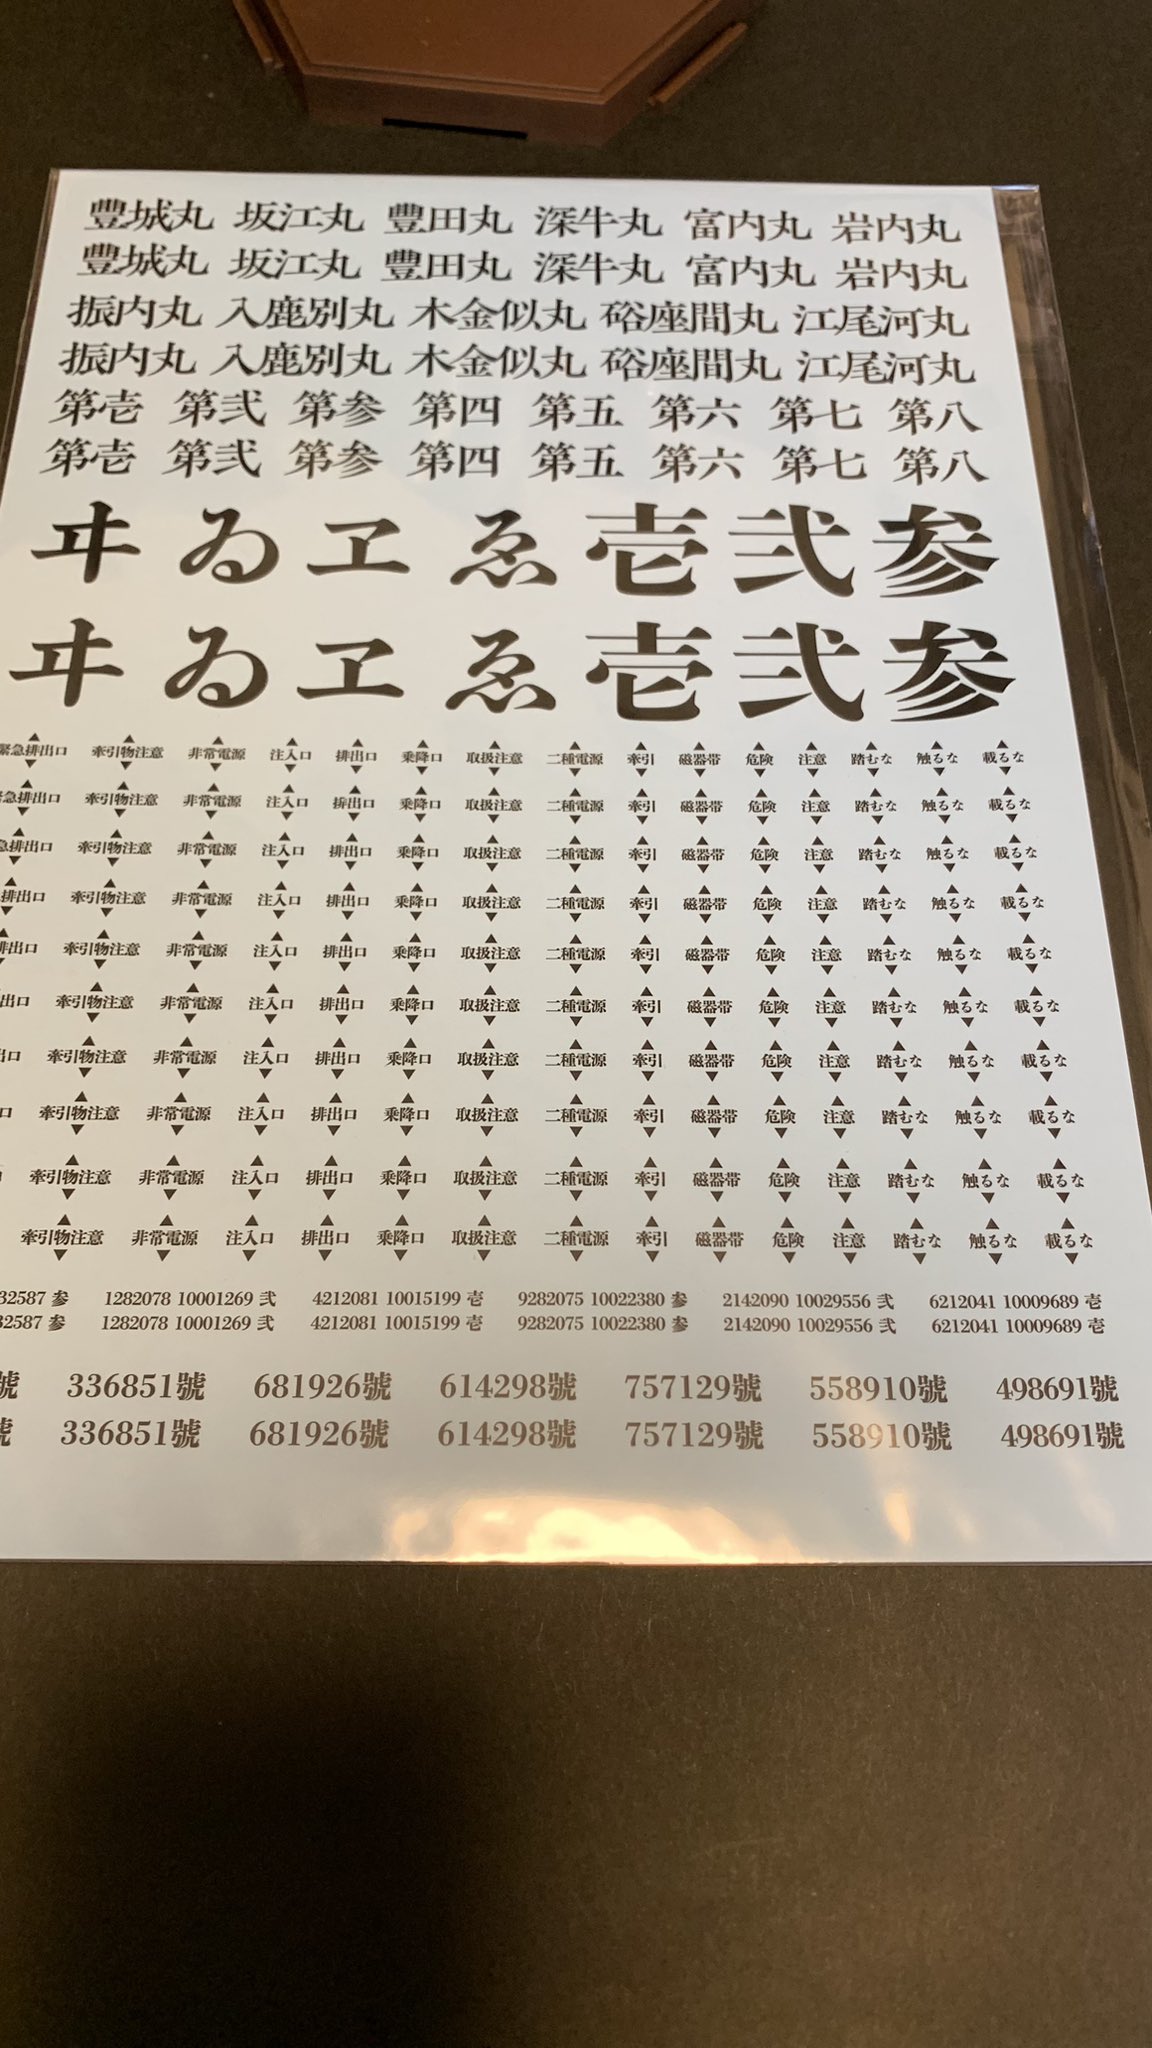 豐城丸 坂江丸 豐田丸 深牛丸 富内丸 岩内丸
豐城丸 坂江丸 豐田丸 深牛丸 富内丸 岩内丸
振内丸 入鹿別丸 木金似丸 硲座間丸 江尾河丸
振内丸 入鹿別丸 木金似丸 硲座間丸 江尾河丸
第壱 第弐 第参 第四 第五 第六 第七 第八
第壱 第弐 第参 第四 第五 第六 第七 第八
ヰ ゐ ヱ ゑ 壱 弐 参
ヰ ゐ ヱ ゑ 壱 弐 参
緊急排出口 牽引物注意 非常電源 注入口 排出口 乗降口 取扱注意 二種電源 牽引 磁器帯 危険 注意 踏むな 触るな 載るな
急排出口 牽引物注意 非常電源 注入口 排出口 乗降口 取扱注意 二種電源 牽引 磁器帯 危険 注意 踏むな 触るな 載るな
急排出口 牽引物注意 非常電源 注入口 排出口 乗降口 取扱注意 二種電源 牽引 磁器帯 危険 注意 踏むな 触るな 載るな
排出口 牽引物注意 非常電源 注入口 排出口 乗降口 取扱注意 二種電源 牽引 磁器帯 危険 注意 踏むな 触るな 載るな
排出口 牽引物注意 非常電源 注入口 排出口 乗降口 取扱注意 二種電源 牽引 磁器帯 危険 注意 踏むな 触るな 載るな
出口 牽引物注意 非常電源 注入口 排出口 乗降口 取扱注意 二種電源 牽引 磁器帯 危険 注意 踏むな 触るな 載るな
出口 牽引物注意 非常電源 注入口 排出口 乗降口 取扱注意 二種電源 牽引 磁器帯 危険 注意 踏むな 触るな 載るな
口 牽引物注意 非常電源 注入口 排出口 乗降口 取扱注意 二種電源 牽引 磁器帯 危険 注意 踏むな 触るな 載るな
牽引物注意 非常電源 注入口 排出口 乗降口 取扱注意 二種電源 牽引 磁器帯 危険 注意 踏むな 触るな 載るな
牽引物注意 非常電源 注入口 排出口 乗降口 取扱注意 二種電源 牽引 磁器帯 危険 注意 踏むな 触るな 載るな
32587 参 1282078 10001269 弐 4212081 10015199 壱 9282075 10022380 参 2142090 10029556 弐 6212041 10009689 壱
32587 参 1282078 10001269 弐 4212081 10015199 壱 9282075 10022380 参 2142090 10029556 弐 6212041 10009689 壱
號 336851號 681926號 614298號 757129號 558910號 498691號
號 336851號 681926號 614298號 757129號 558910號 498691號